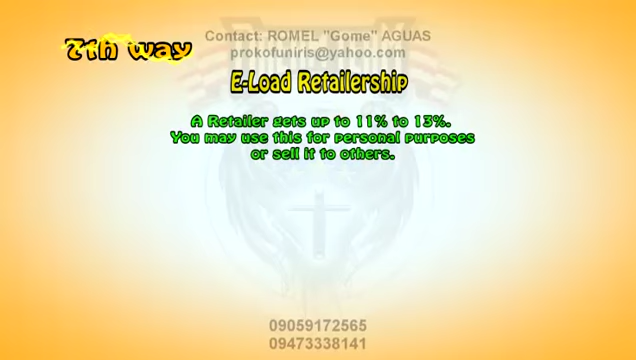 Contact: ROMEL "Gome" AGUAS
7th way
prokofuniris@yahoo.com
E-Load Retailership
A Retailer gets up to 11% to 13%.
You may use this for personal purposes
or sell it to others.
09059172565
09473338141